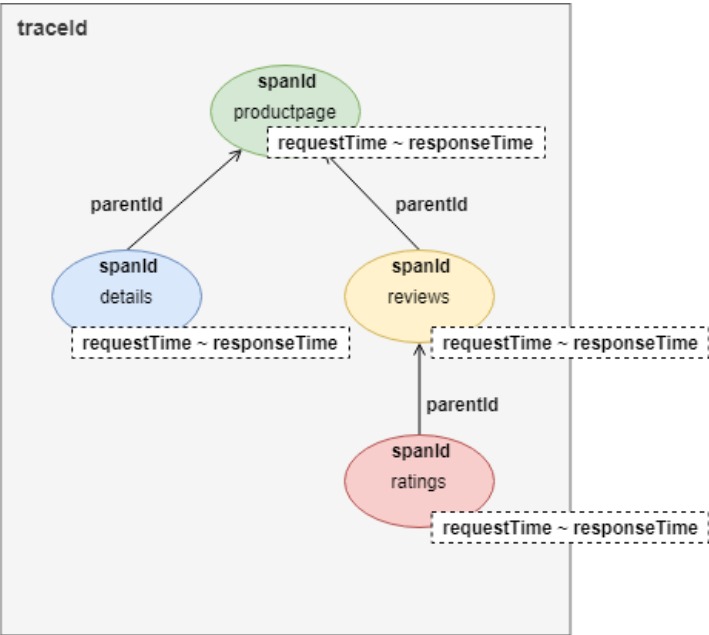 traceId
spanId
productpage
requestTime ~ responseTime
parentId
parentId
spanId
details
requestTime ~ responseTime
spanId
reviews
requestTime ~ responseTime
parentId
spanId
ratings
requestTime ~ responseTime